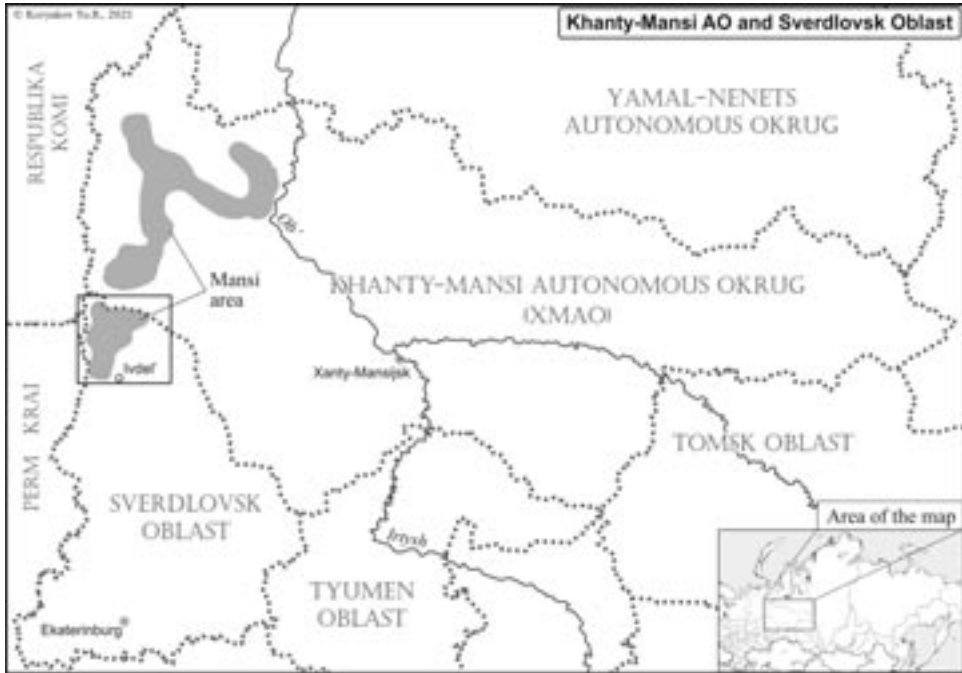 © Koryakov Yu.B., 2021
Khanty-Mansi AO and Sverdlovsk Oblast
RESPUBLIKA
KOMI
YAMAL-NENETS
AUTONOMOUS OKRUG
Ob'
Mansi
area
KHANTY-MANSI AUTONOMOUS OKRUG
(XMAO)
Ivdel'
Xanty-Mansijsk
PERM KRAI
TOMSK OBLAST
SVERDLOVSK
OBLAST
Area of the map
Irtysh
TYUMEN
OBLAST
Ekaterinburg